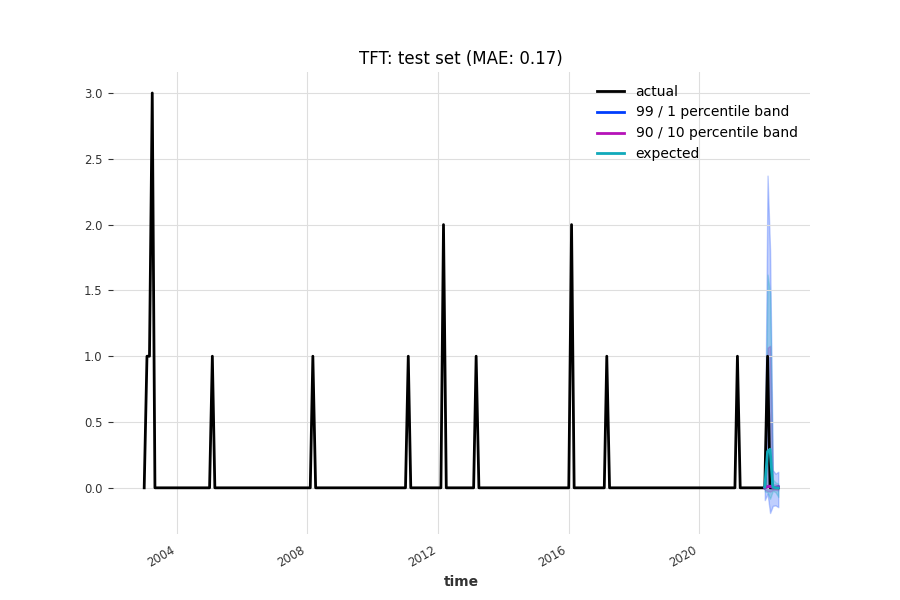 TFT: test set (MAE: 0.17)
actual
99 / 1 percentile band
90 / 10 percentile band
expected
3.0
2.5
2.0
1.5
1.0
0.5
0.0
2004
2008
2012
2016
2020
time